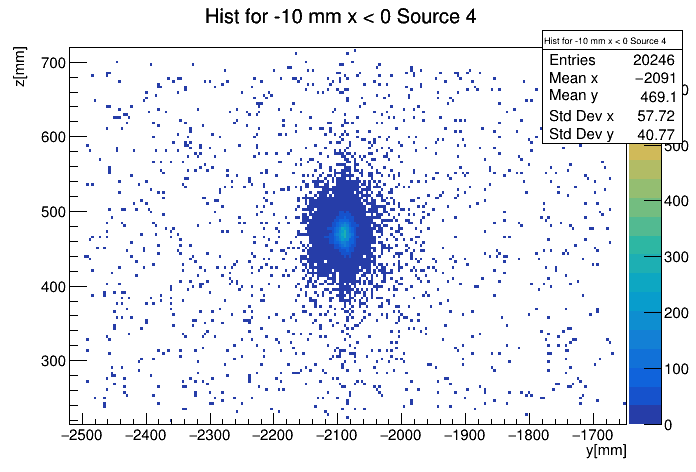 Hist for -10 mm x < 0 Source 4
Hist for -10 mm x < 0 Source 4
Entries 20246
Mean x −2091
Mean y 469.1
Std Dev x 57.72
Std Dev y 40.77
z[mm]
700
600
500
400
300
−2500 −2400 −2300 −2200 −2100 −2000 −1900 −1800 −1700
y[mm]
500
400
300
200
100
0